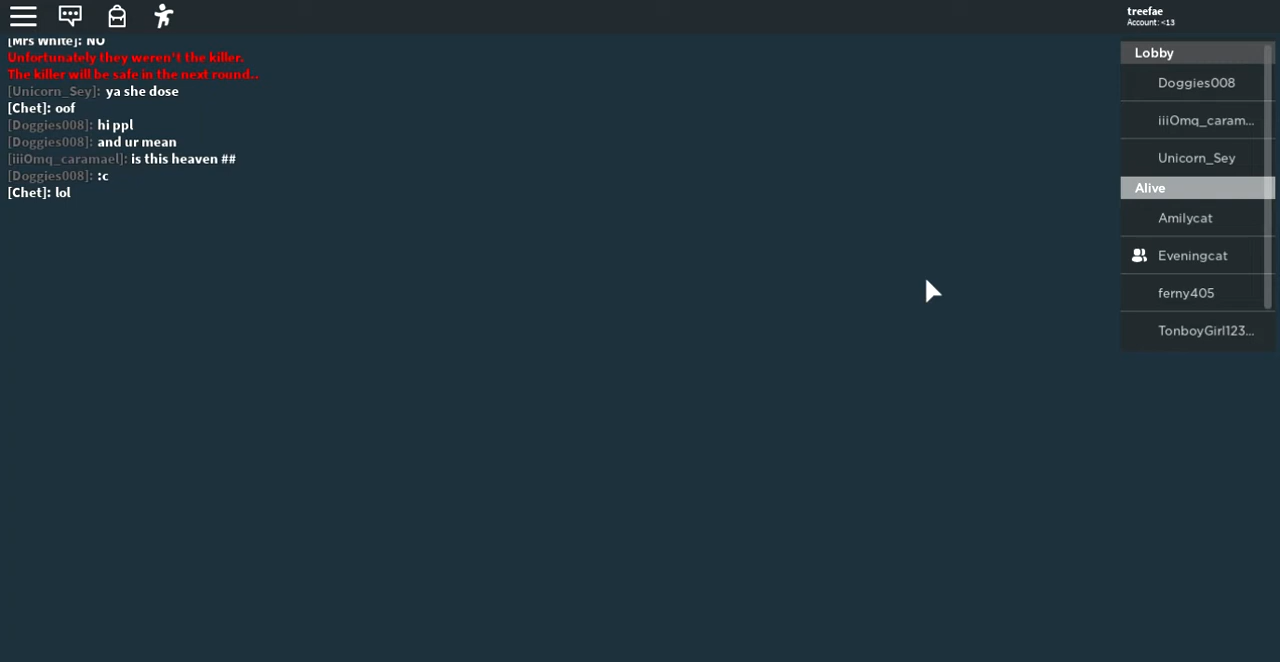 treefae
Account: <13
[Mrs White]: NO
Unfortunately they weren't the killer.
The killer will be safe in the next round..
[Unicorn_Sey]: ya she dose
[Chet]: oof
[Doggies008]: hi ppl
[Doggies008]: and ur mean
[iiiOmq_caramael]: is this heaven ##
[Doggies008]: :c
[Chet]: lol
Lobby
Doggies008
iiiOmq_caram...
Unicorn_Sey
Alive
Amilycat
Eveningcat
ferny405
TonboyGirl123...